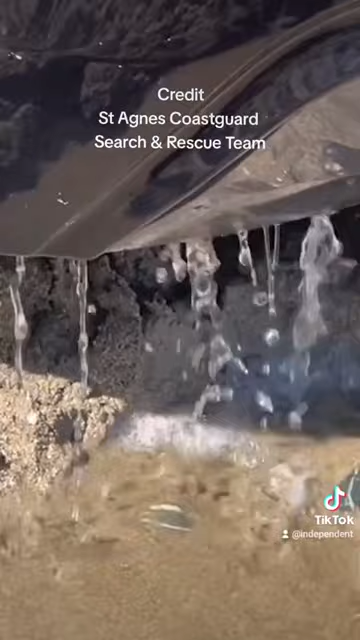 Credit
St Agnes Coastguard
Search & Rescue Team
TikTok
@independent